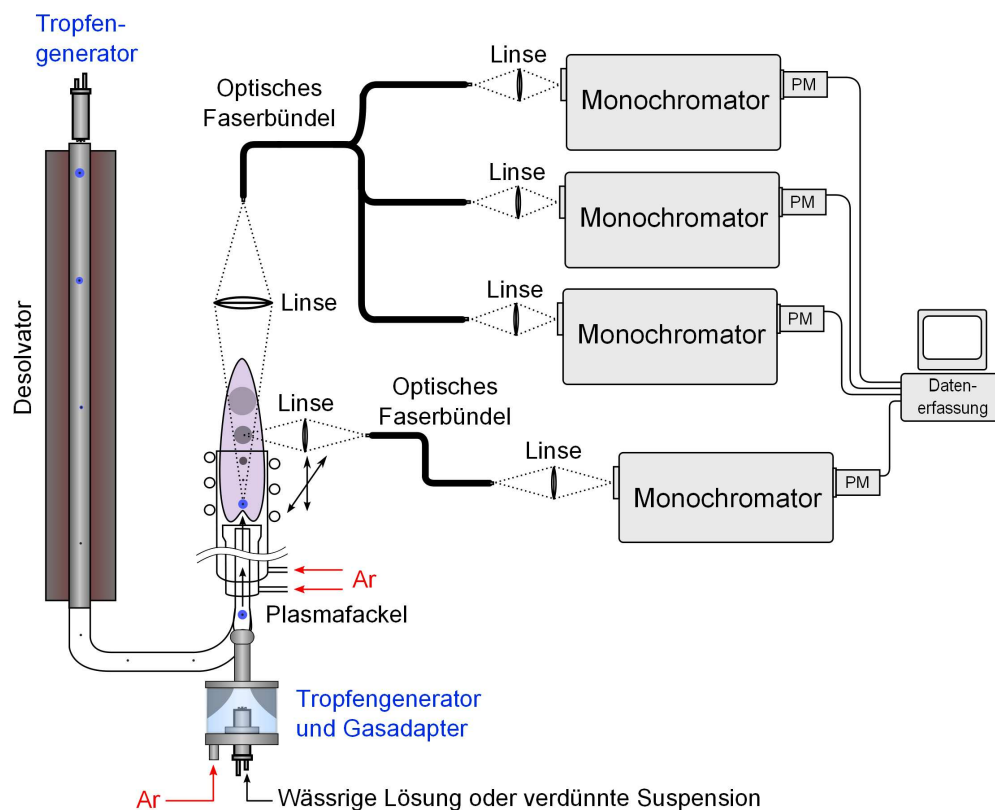 Tropfen-
generator
Optisches
Faserbündel
Linse
Monochromator
PM
Linse
Monochromator
PM
Linse
Monochromator
PM
Linse
Desolvator
Linse
Optisches
Faserbündel
Linse
Monochromator
PM
Daten-
erfassung
Ar
Plasmafackel
Tropfengenerator
und Gasadapter
Ar
Wässrige Lösung oder verdünnte Suspension